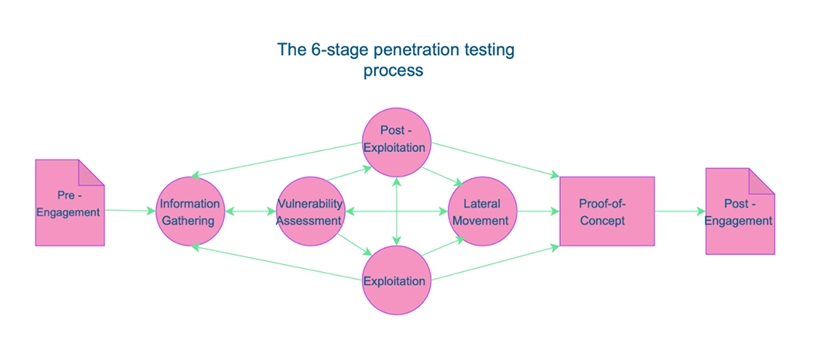 The 6-stage penetration testing
process
Pre -
Engagement
Information
Gathering
Vulnerability
Assessment
Post -
Exploitation
Exploitation
Lateral
Movement
Proof-of-
Concept
Post -
Engagement